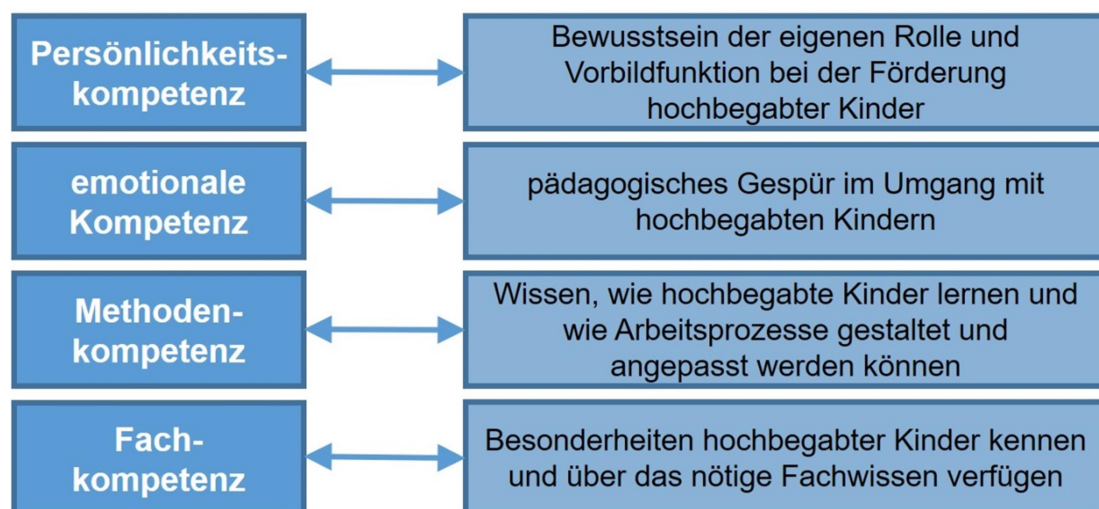 Persönlichkeits-
kompetenz
Bewusstsein der eigenen Rolle und
Vorbildfunktion bei der Förderung
hochbegabter Kinder
emotionale
Kompetenz
pädagogisches Gespür im Umgang mit
hochbegabten Kindern
Methoden-
kompetenz
Wissen, wie hochbegabte Kinder lernen und
wie Arbeitsprozesse gestaltet und
angepasst werden können
Fach-
kompetenz
Besonderheiten hochbegabter Kinder kennen
und über das nötige Fachwissen verfügen